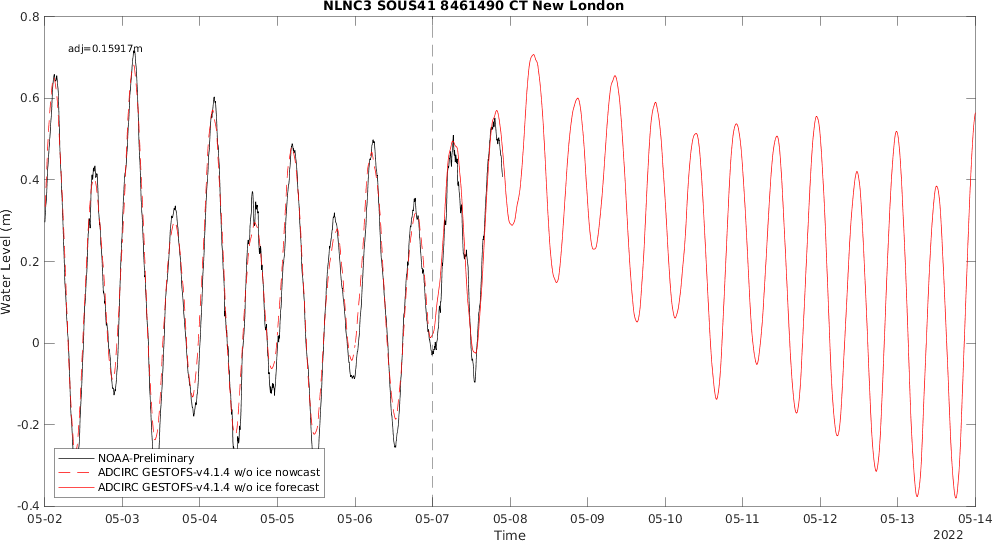 NLNC3 SOUS41 8461490 CT New London
adj=0.15917m
0.8
0.6
0.4
0.2
0
-0.2
-0.4
Water Level (m)
NOAA-Preliminary
ADCIRC GESTOFS-v4.1.4 w/o ice nowcast
ADCIRC GESTOFS-v4.1.4 w/o ice forecast
05-02 05-03 05-04 05-05 05-06 05-07 05-08 05-09 05-10 05-11 05-12 05-13 05-14
Time
2022